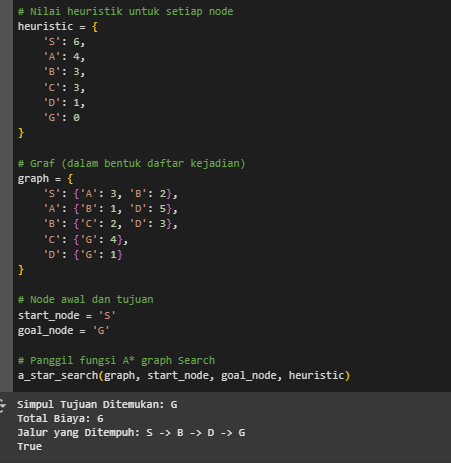 # Nilai heuristik untuk setiap node
heuristic = {
    'S': 6,
    'A': 4,
    'B': 3,
    'C': 3,
    'D': 1,
    'G': 0
}
# Graf (dalam bentuk daftar kejadian)
graph = {
    'S': {'A': 3, 'B': 2},
    'A': {'B': 1, 'D': 5},
    'B': {'C': 2, 'D': 3},
    'C': {'G': 4},
    'D': {'G': 1}
}
# Node awal dan tujuan
start_node = 'S'
goal_node = 'G'
# Panggil fungsi A* graph Search
a_star_search(graph, start_node, goal_node, heuristic)
Simpul Tujuan Ditemukan: G
Total Biaya: 6
Jalur yang Ditempuh: S -> B -> D -> G
True